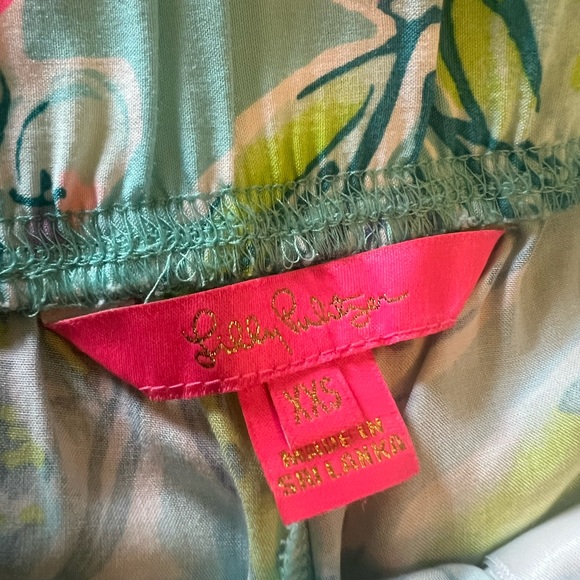 Lilly Pulitzer
XXS
MADE IN
SRI LANKA